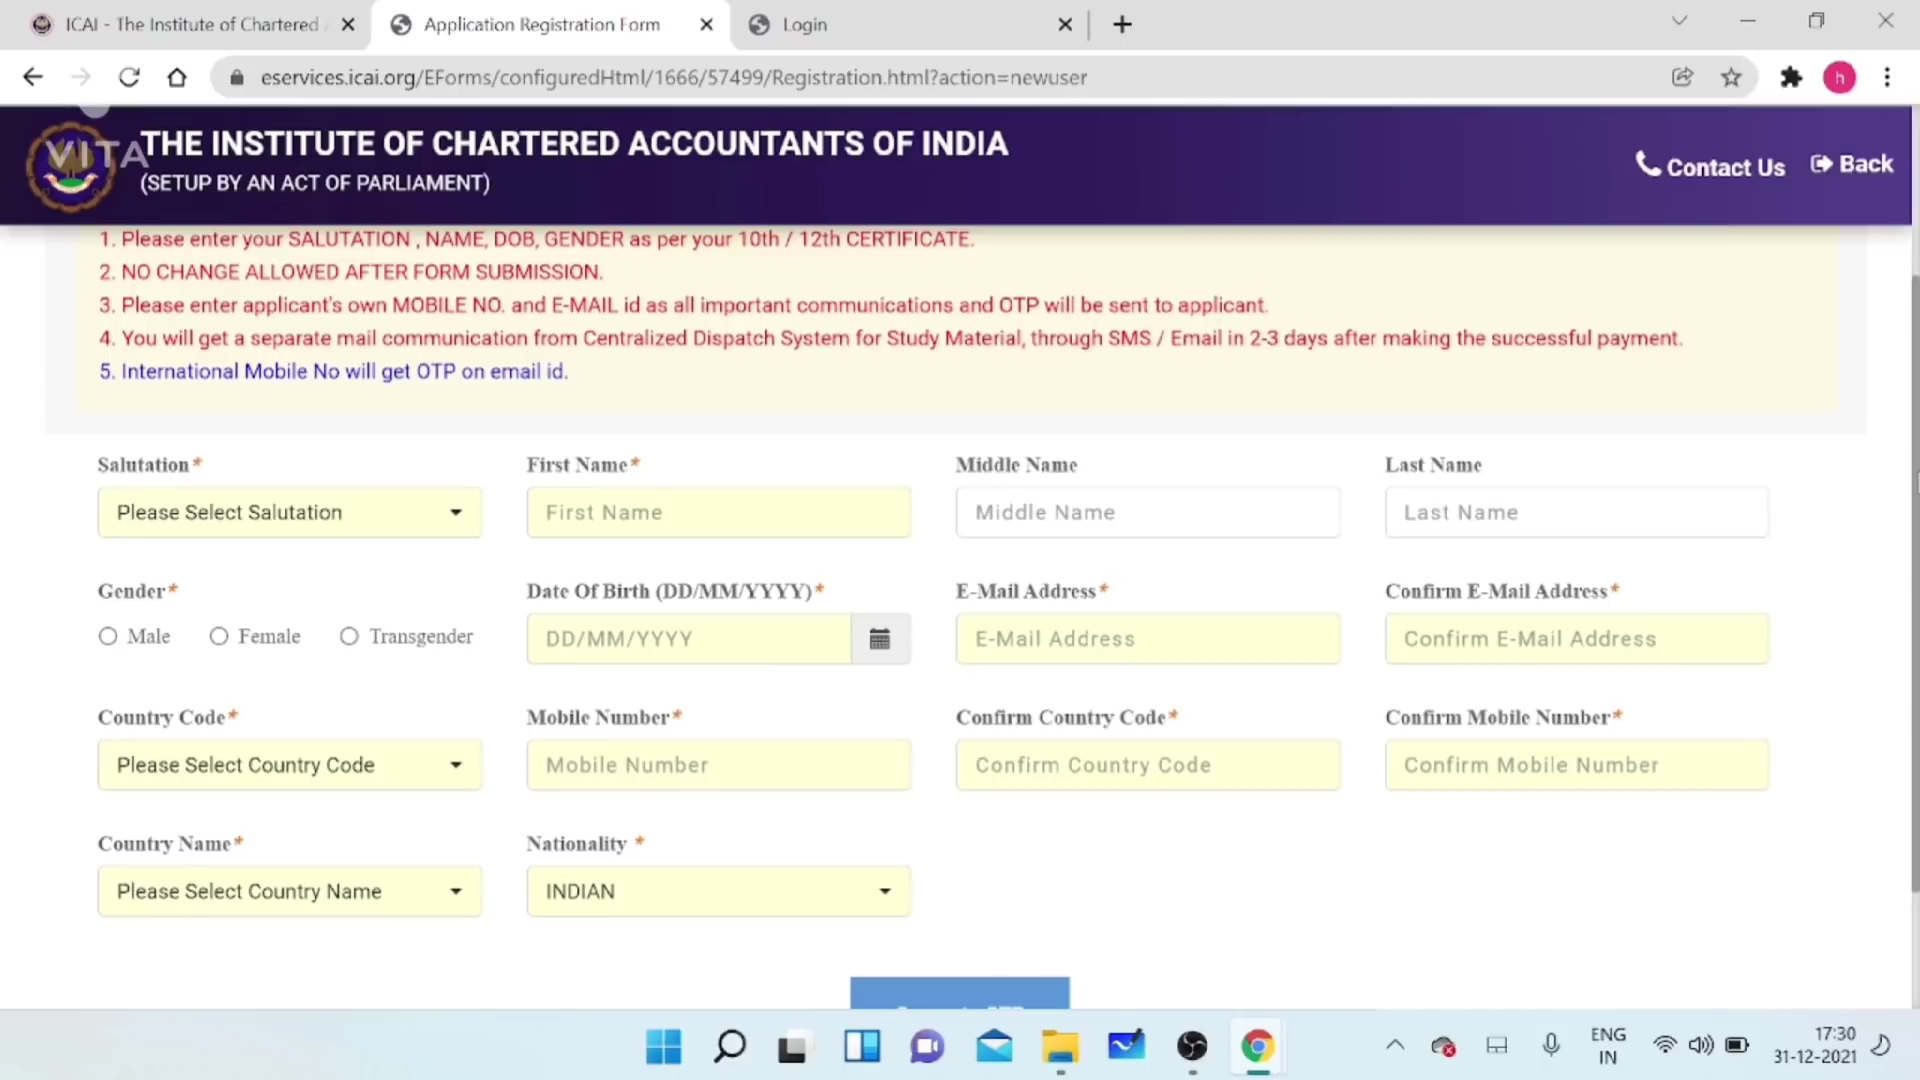 ICAI - The Institute of Chartered
Application Registration Form
Login
eservices.icai.org/EForms/configuredHtml/1666/57499/Registration.html?action=newuser
h
VITA
THE INSTITUTE OF CHARTERED ACCOUNTANTS OF INDIA
(SETUP BY AN ACT OF PARLIAMENT)
Contact Us
Back
1. Please enter your SALUTATION , NAME, DOB, GENDER as per your 10th / 12th CERTIFICATE.
2. NO CHANGE ALLOWED AFTER FORM SUBMISSION.
3. Please enter applicant's own MOBILE NO. and E-MAIL id as all important communications and OTP will be sent to applicant.
4. You will get a separate mail communication from Centralized Dispatch System for Study Material, through SMS / Email in 2-3 days after making the successful payment.
5. International Mobile No will get OTP on email id.
Salutation* First Name* Middle Name Last Name
Please Select Salutation First Name Middle Name Last Name
Gender* Date Of Birth (DD/MM/YYYY)* E-Mail Address* Confirm E-Mail Address*
Male Female Transgender DD/MM/YYYY E-Mail Address Confirm E-Mail Address
Country Code* Mobile Number* Confirm Country Code* Confirm Mobile Number*
Please Select Country Code Mobile Number Confirm Country Code Confirm Mobile Number
Country Name* Nationality *
Please Select Country Name INDIAN
ENG
IN
17:30
31-12-2021